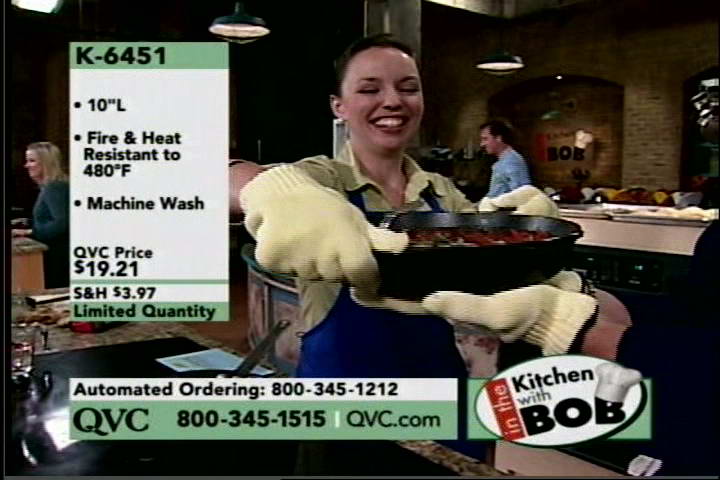 K-6451
• 10"L
• Fire & Heat
Resistant to
480°F
• Machine Wash
QVC Price
$19.21
S&H $3.97
Limited Quantity
Automated Ordering: 800-345-1212
QVC 800-345-1515 | QVC.com
in the
Kitchen
with
BOB
BOB